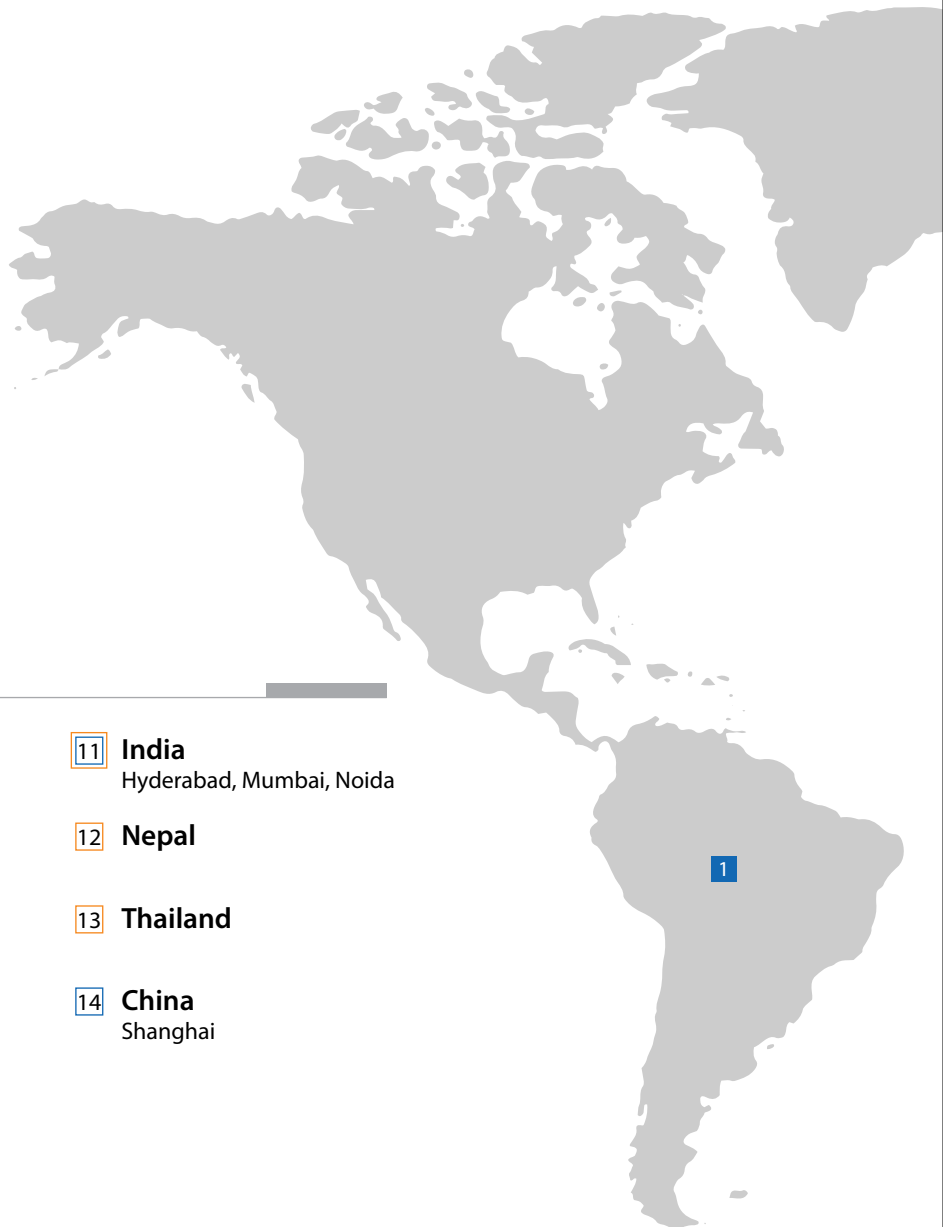 11 India
Hyderabad, Mumbai, Noida
12 Nepal
1
13 Thailand
14 China
Shanghai